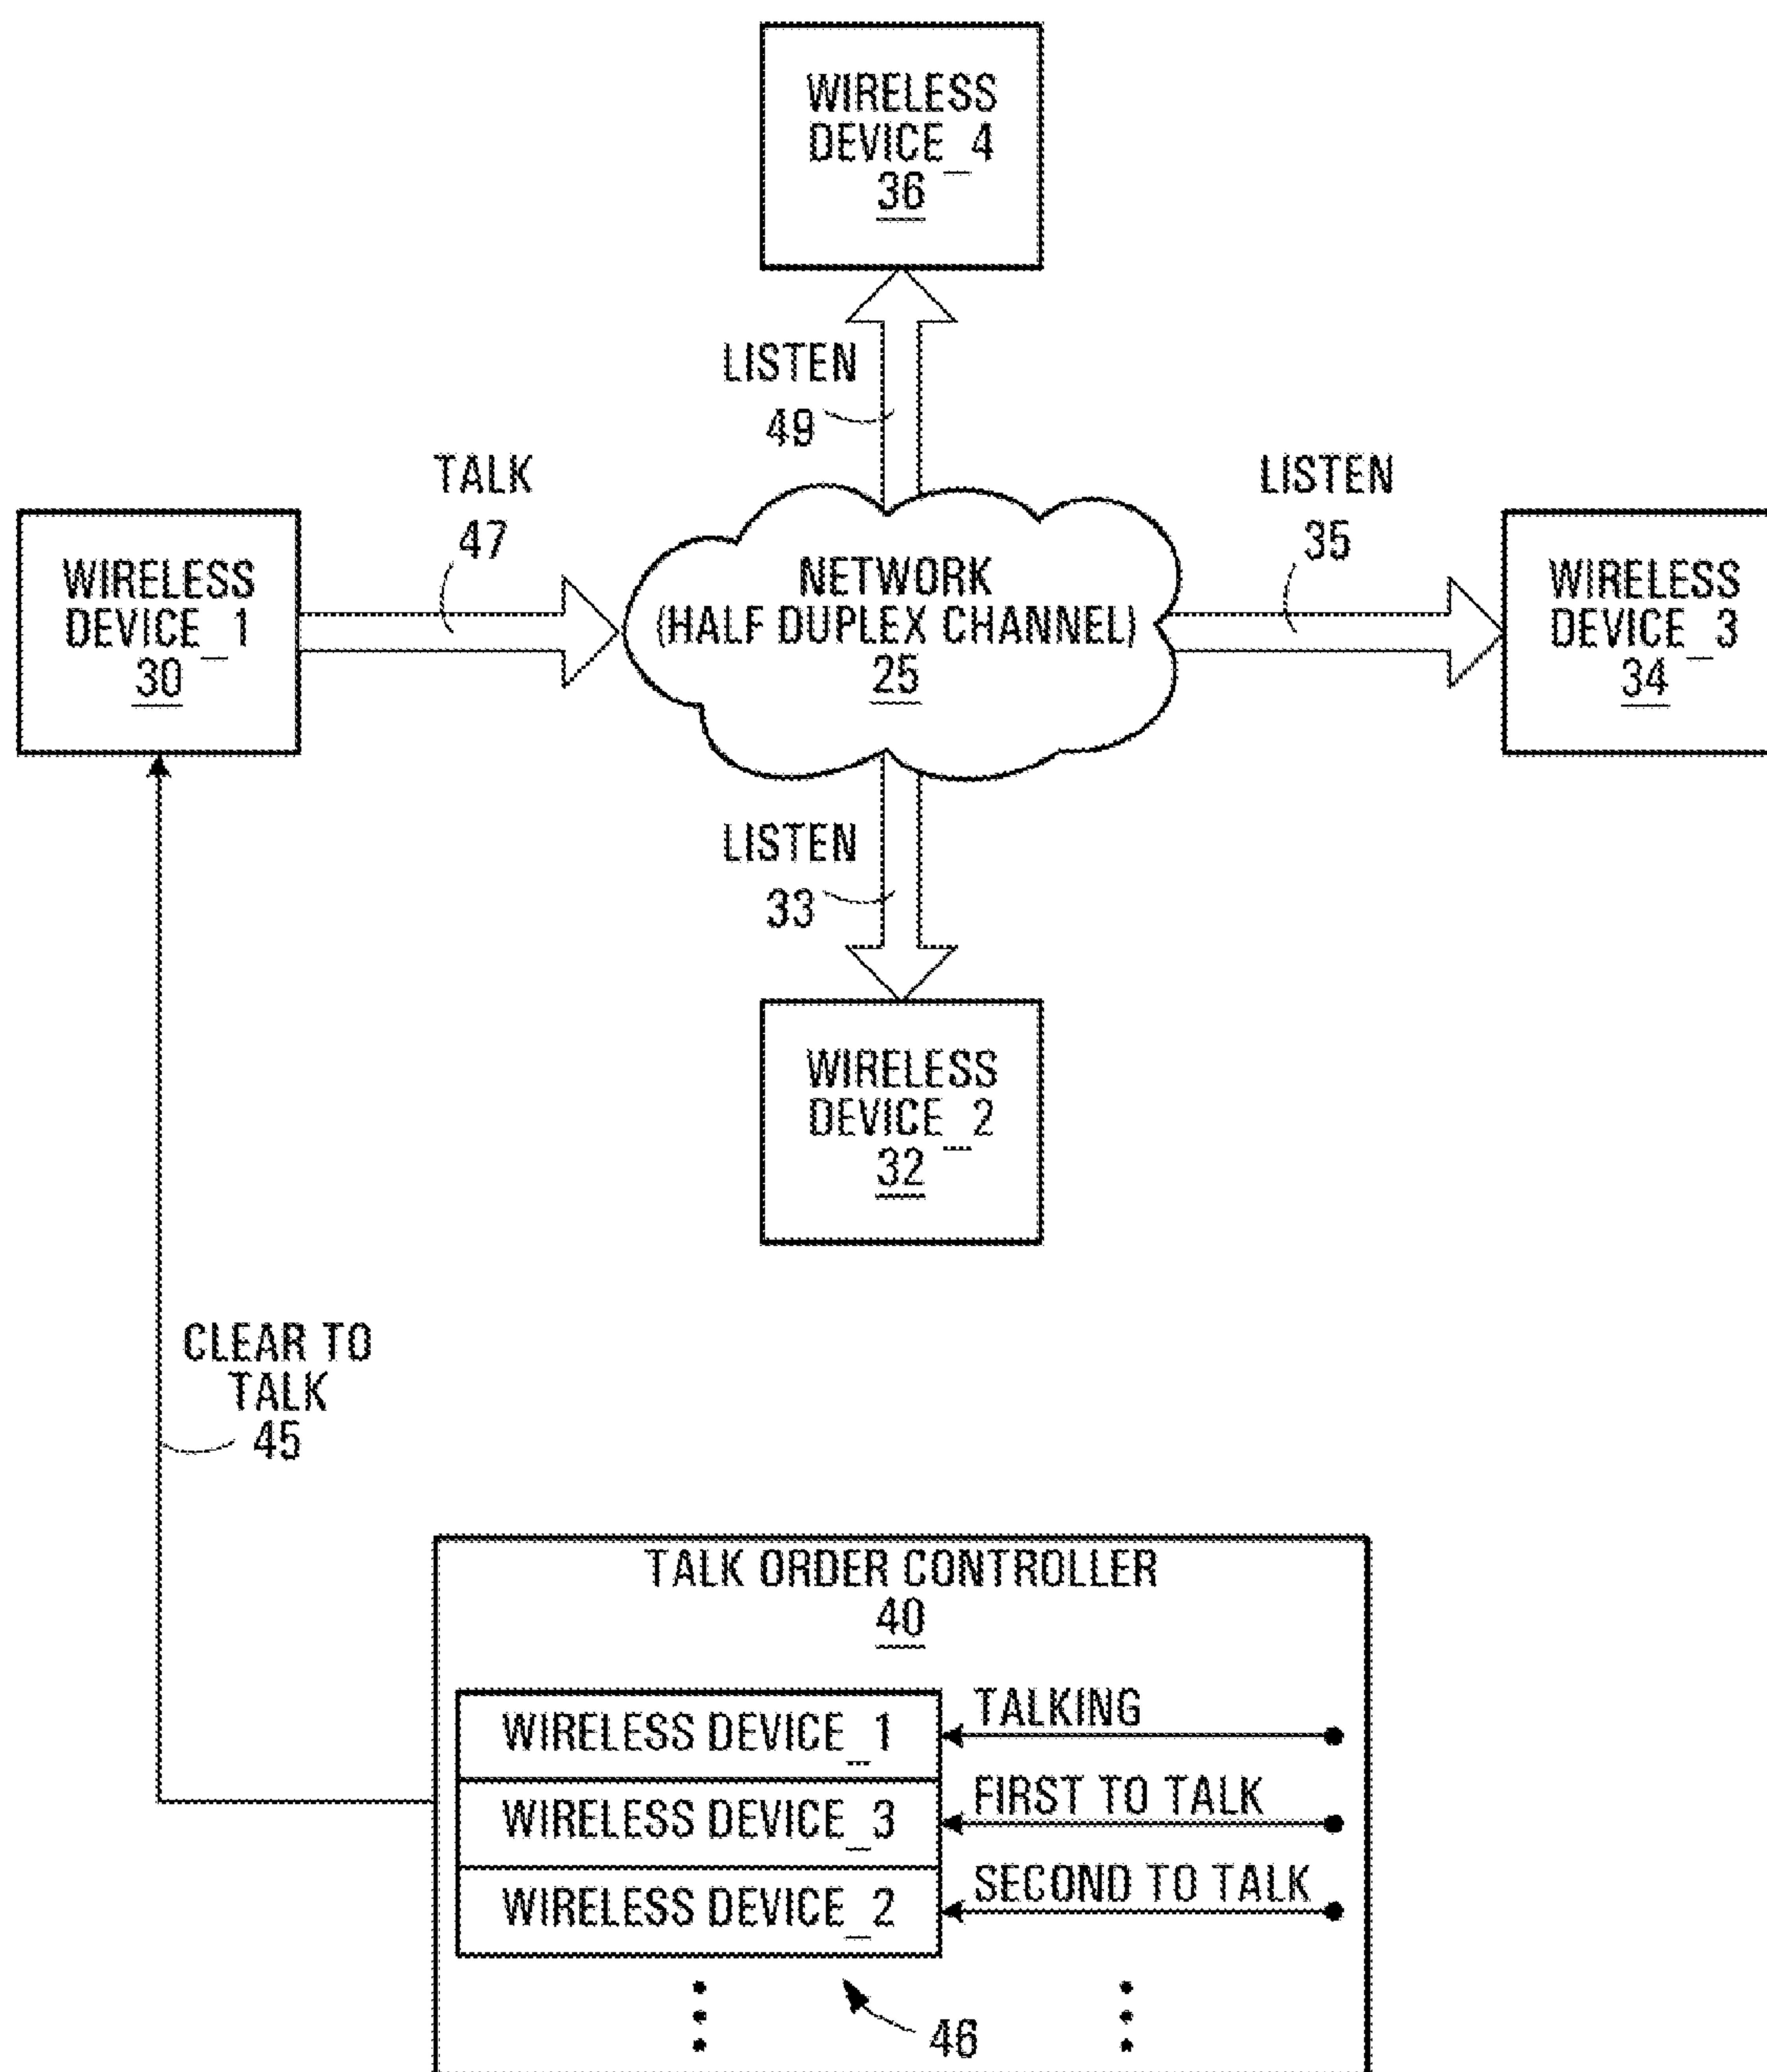 WIRELESS
DEVICE_4
36
LISTEN
49
TALK
47
LISTEN
35
WIRELESS
DEVICE_1
30
NETWORK
(HALF DUPLEX CHANNEL)
25
WIRELESS
DEVICE_3
34
LISTEN
33
WIRELESS
DEVICE_2
32
CLEAR TO
TALK
45
TALK ORDER CONTROLLER
40
WIRELESS DEVICE_1
TALKING
WIRELESS DEVICE_3
FIRST TO TALK
WIRELESS DEVICE_2
SECOND TO TALK
46